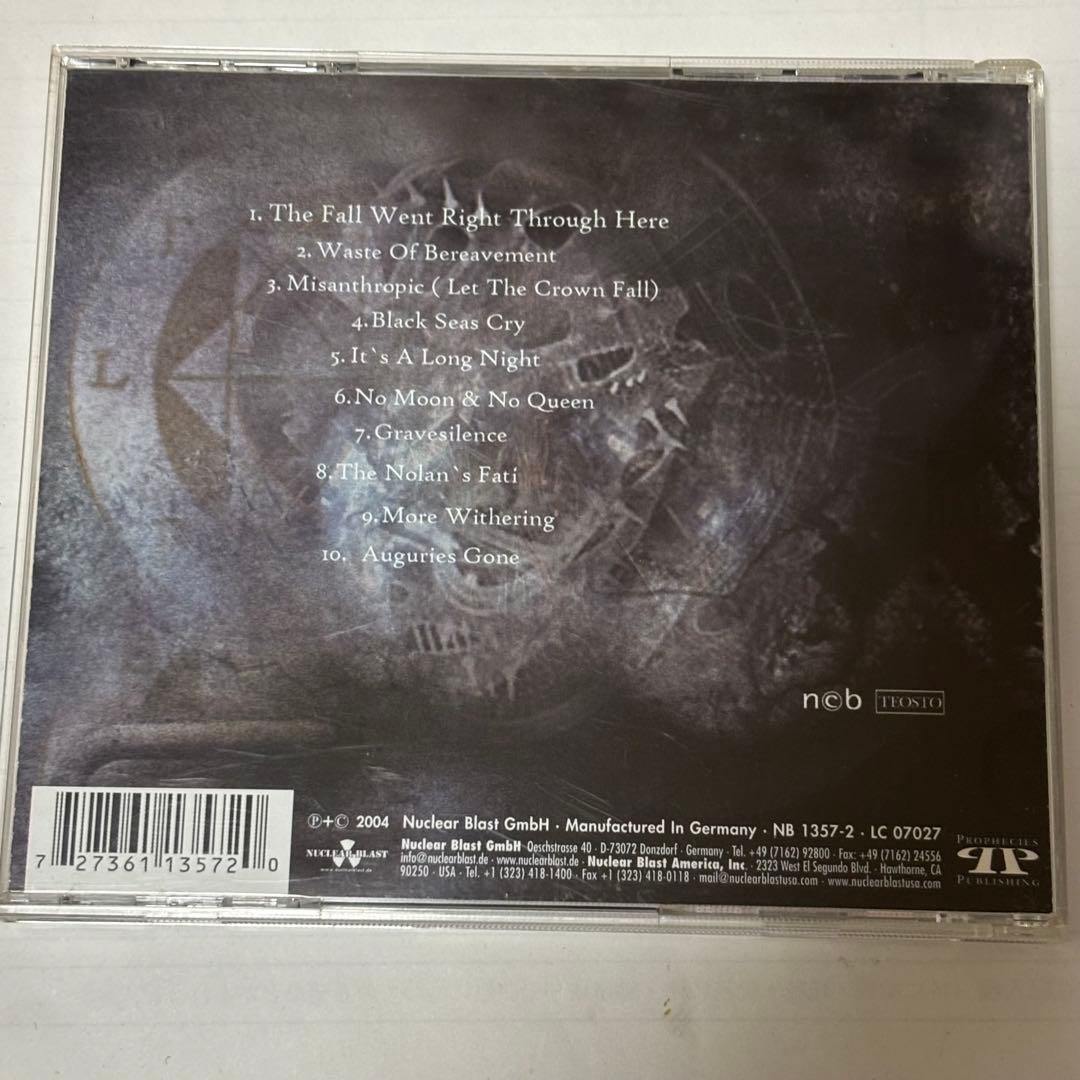 1. The Fall Went Right Through Here
2. Waste Of Bereavement
3. Misanthropic ( Let The Crown Fall)
4. Black Seas Cry
5. It`s A Long Night
6. No Moon & No Queen
7. Gravesilence
8. The Nolan`s Fati
9. More Withering
10. Auguries Gone
L
n©b TEOSTO
7 27361 13572 0
NUCLEAR BLAST
www.nuclearblast.de
℗+© 2004 Nuclear Blast GmbH · Manufactured In Germany · NB 1357-2 · LC 07027
Nuclear Blast GmbH · Oeschstrasse 40 · D-73072 Donzdorf · Germany · Tel. +49 (7162) 92800 · Fax: +49 (7162) 24556
info@nuclearblast.de · www.nuclearblast.de · Nuclear Blast America, Inc. · 2323 West El Segundo Blvd. · Hawthorne, CA
90250 · USA · Tel. +1 (323) 418-1400 · Fax +1 (323) 418-0118 · mail@nuclearblastusa.com · www.nuclearblastusa.com
PROPHECIES
PUBLISHING